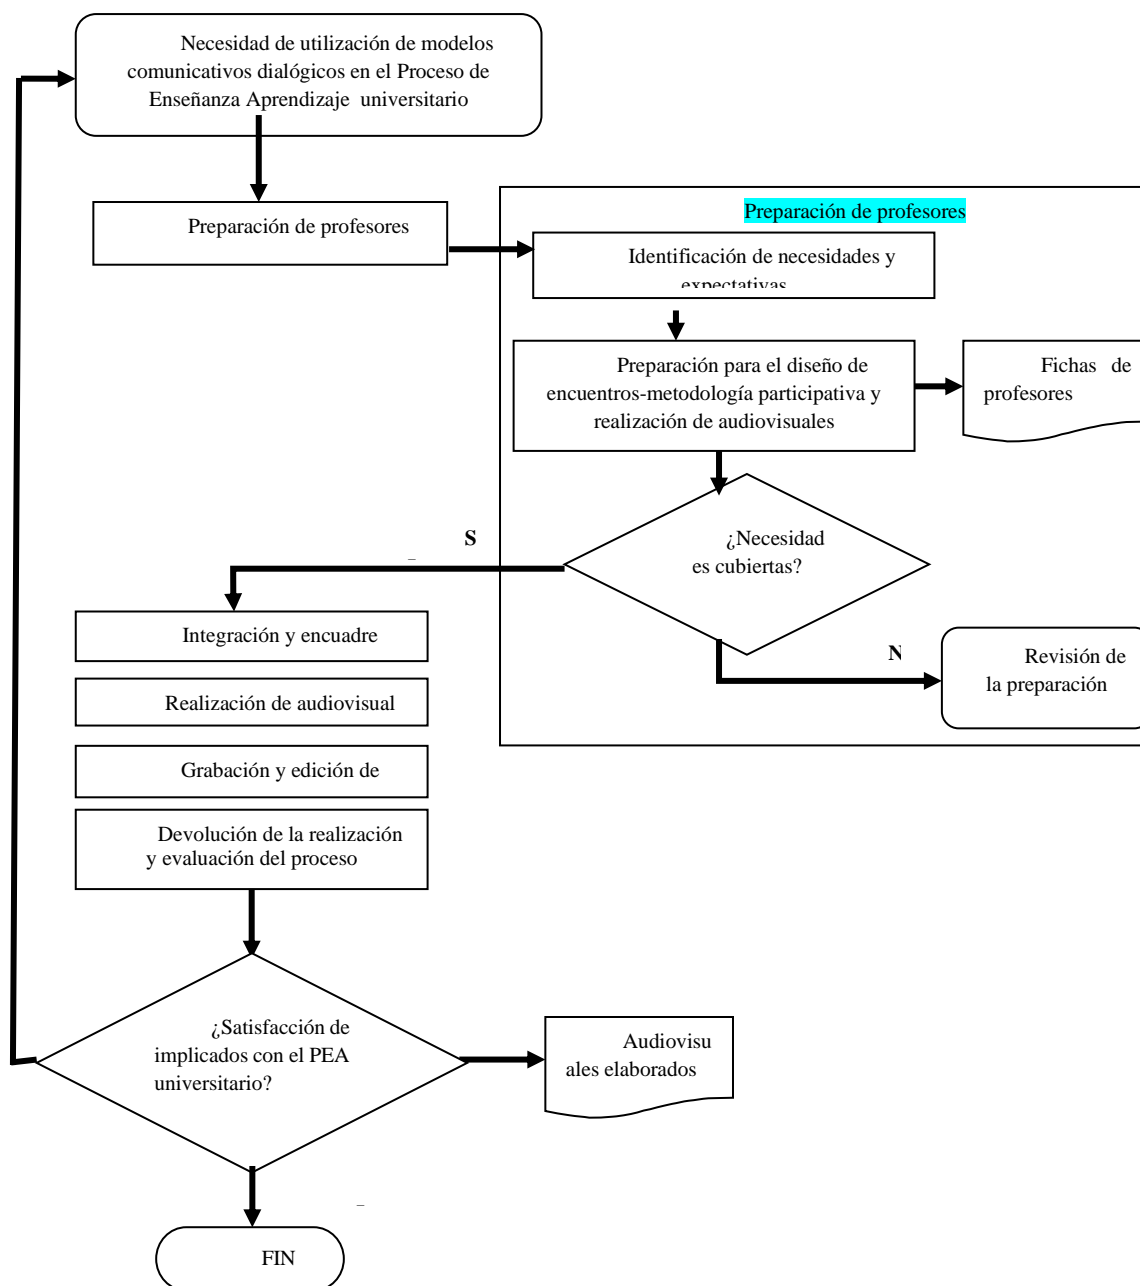 Necesidad de utilización de modelos
comunicativos dialógicos en el Proceso de
Enseñanza Aprendizaje universitario
Preparación de profesores
Preparación de profesores
Identificación de necesidades y
expectativas
Preparación para el diseño de
encuentros-metodología participativa y
realización de audiovisuales
Fichas de
profesores
¿Necesidad
es cubiertas?
S
N
Revisión de
la preparación
Integración y encuadre
Realización de audiovisual
Grabación y edición de
Devolución de la realización
y evaluación del proceso
¿Satisfacción de
implicados con el PEA
universitario?
Audiovisu
ales elaborados
FIN